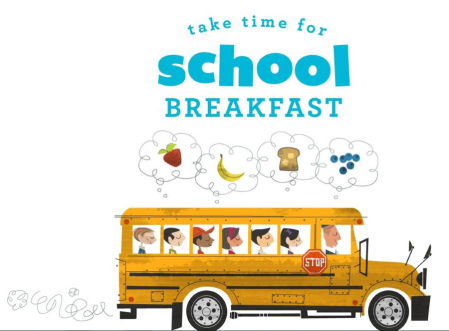 take time for
school
BREAKFAST
STOP